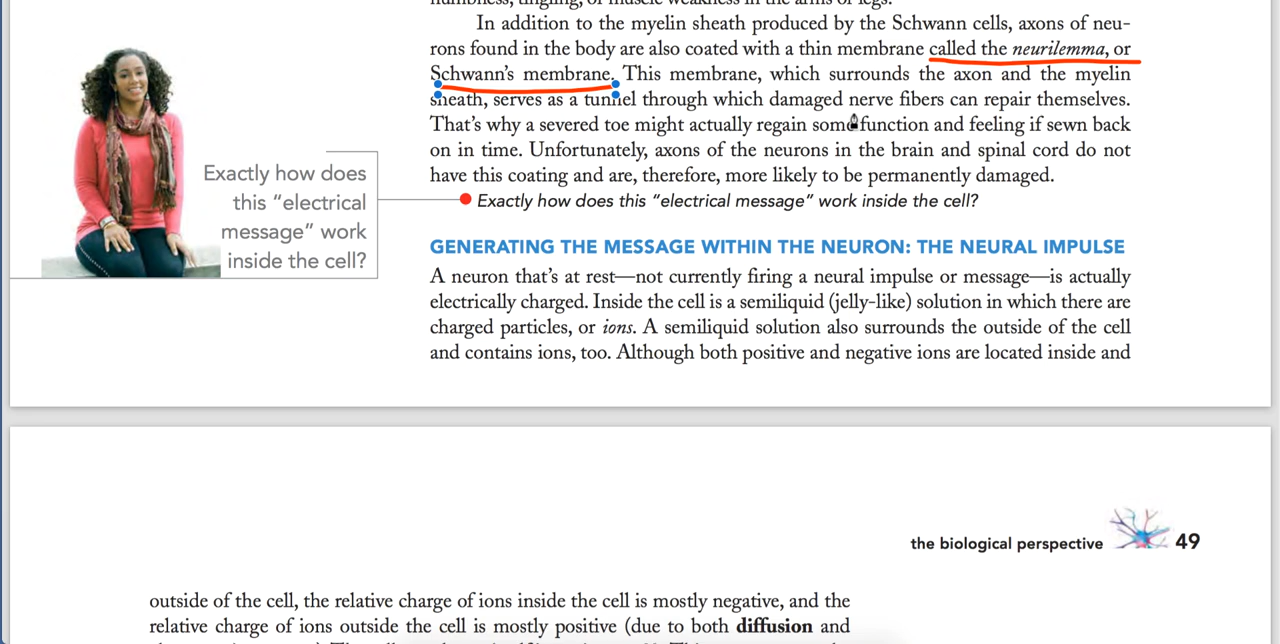 numbness, tingling, or muscle weakness in the arms or legs.
In addition to the myelin sheath produced by the Schwann cells, axons of neu-
rons found in the body are also coated with a thin membrane called the neurilemma, or
Schwann's membrane. This membrane, which surrounds the axon and the myelin
sheath, serves as a tunnel through which damaged nerve fibers can repair themselves.
That's why a severed toe might actually regain some function and feeling if sewn back
on in time. Unfortunately, axons of the neurons in the brain and spinal cord do not
have this coating and are, therefore, more likely to be permanently damaged.
Exactly how does
this "electrical
message" work
inside the cell?
Exactly how does this "electrical message" work inside the cell?
GENERATING THE MESSAGE WITHIN THE NEURON: THE NEURAL IMPULSE
A neuron that's at rest—not currently firing a neural impulse or message—is actually
electrically charged. Inside the cell is a semiliquid (jelly-like) solution in which there are
charged particles, or ions. A semiliquid solution also surrounds the outside of the cell
and contains ions, too. Although both positive and negative ions are located inside and
the biological perspective 49
outside of the cell, the relative charge of ions inside the cell is mostly negative, and the
relative charge of ions outside the cell is mostly positive (due to both diffusion and